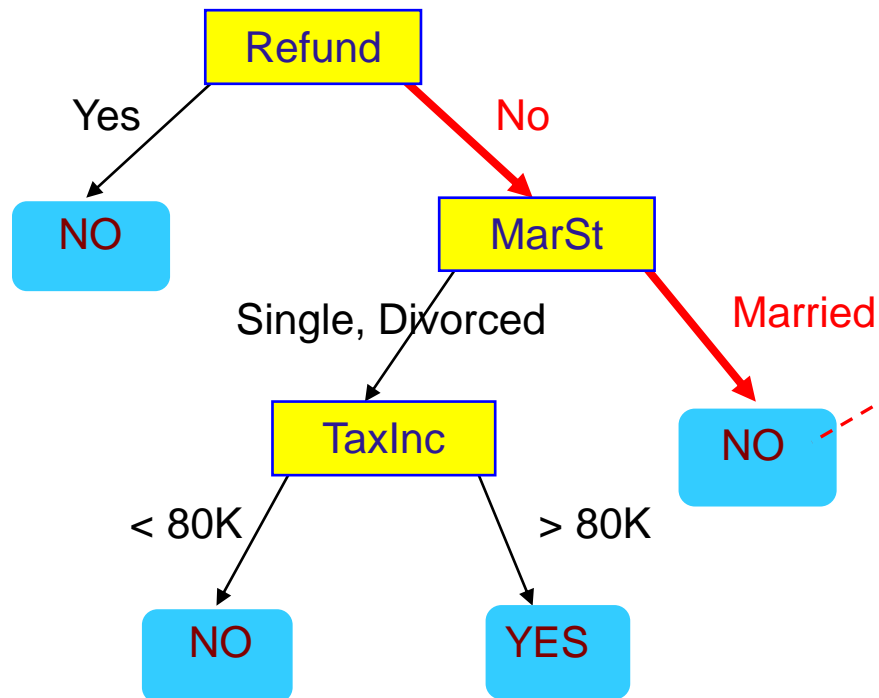 Refund
Yes
No
NO
MarSt
Single, Divorced
Married
TaxInc
NO
< 80K
> 80K
NO
YES